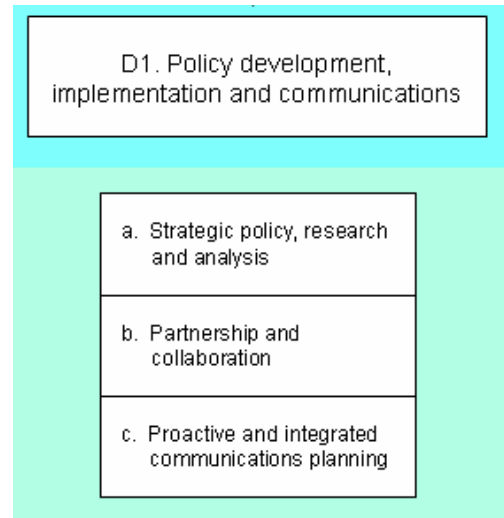 D1. Policy development,
implementation and communications
a. Strategic policy, research
and analysis
b. Partnership and
collaboration
c. Proactive and integrated
communications planning